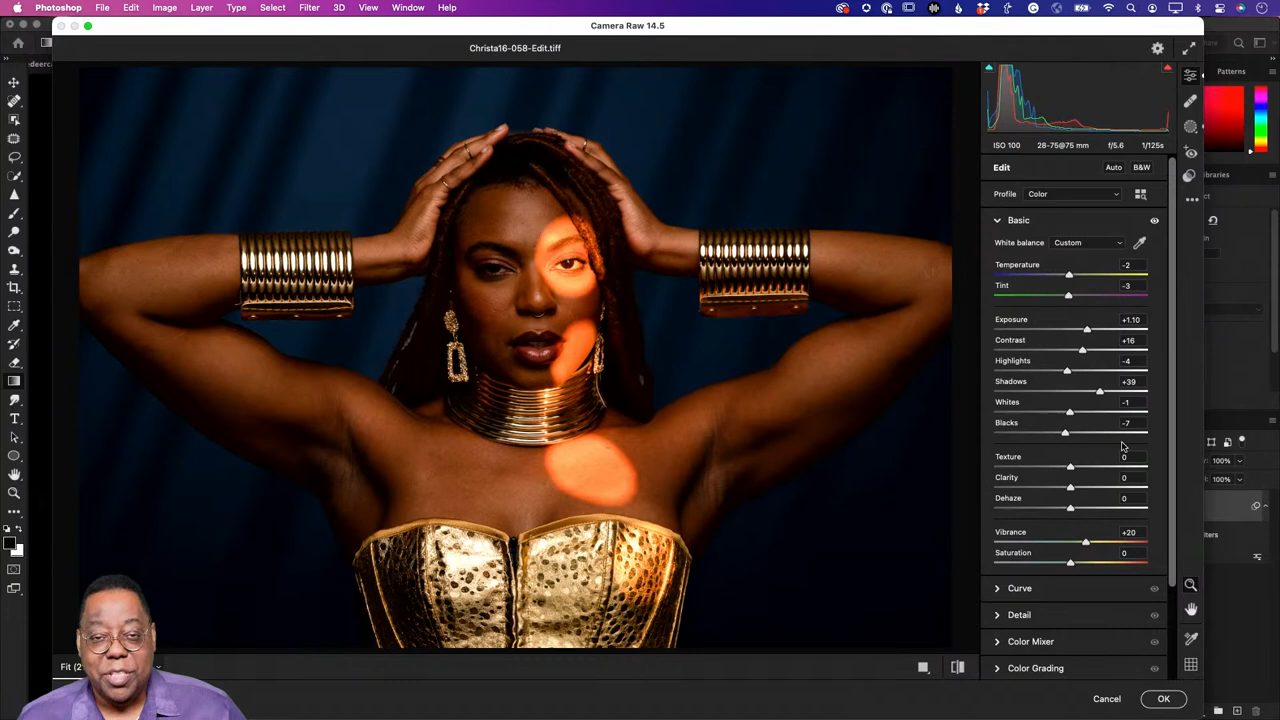 Photoshop File Edit Image Layer Type Select Filter 3D View Window Help
Camera Raw 14.5
Christa16-058-Edit.tiff
Patterns
ISO 100 28-75@75 mm f/5.6 1/125s
Edit Auto B&W
Profile Color
Basic
White balance Custom
Temperature -2
Tint -3
Exposure +1.10
Contrast +16
Highlights -4
Shadows +39
Whites -1
Blacks -7
Texture 0
Clarity 0
Dehaze 0
Vibrance +20
Saturation 0
Curve
Detail
Color Mixer
Color Grading
100%
100%
Cancel OK